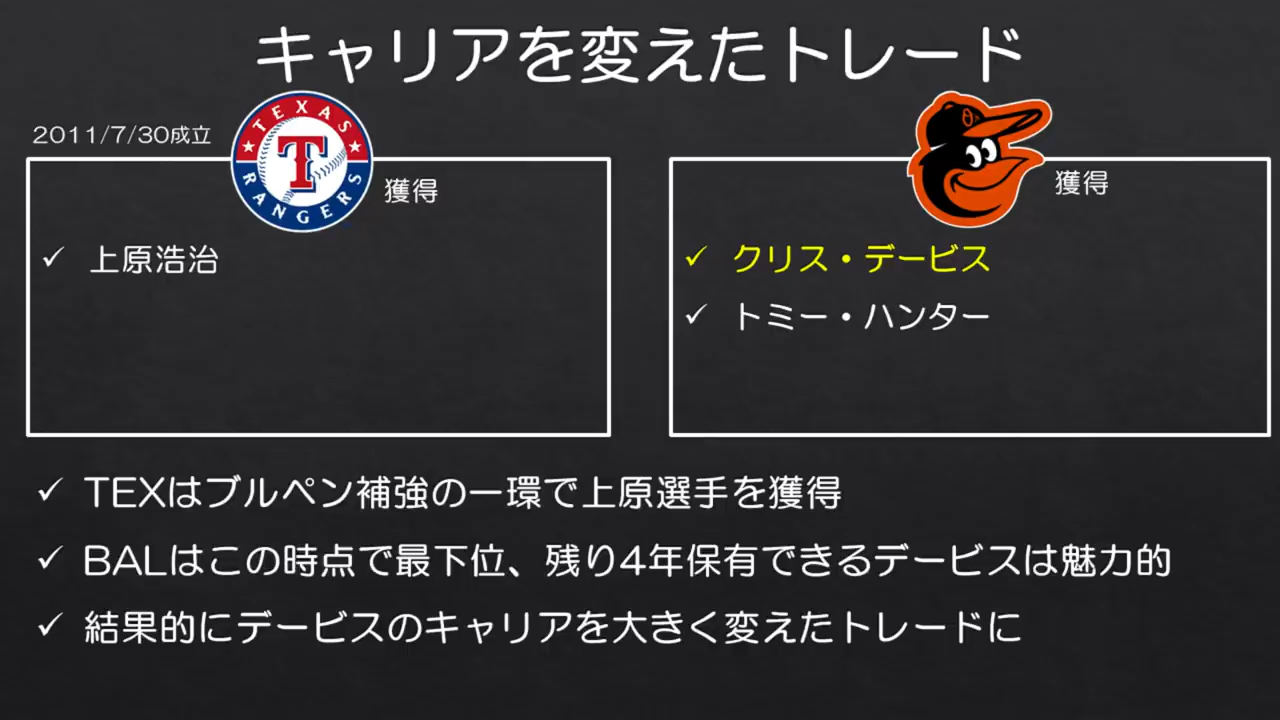 キャリアを変えたトレード
2011/7/30成立
TEXAS
T
RANGERS
獲得
獲得
✓ 上原浩治
✓ クリス・デービス
✓ トミー・ハンター
✓ TEXはブルペン補強の一環で上原選手を獲得
✓ BALはこの時点で最下位、残り4年保有できるデービスは魅力的
✓ 結果的にデービスのキャリアを大きく変えたトレードに